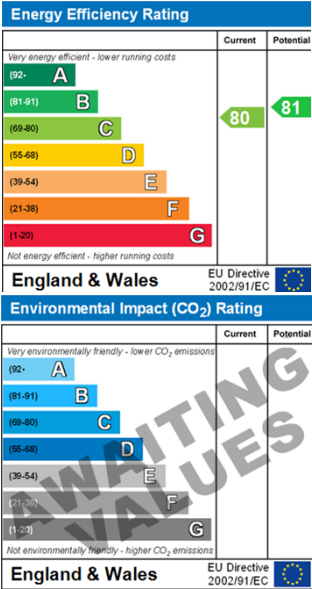 Energy Efficiency Rating
Current Potential
Very energy efficient - lower running costs
(92- A
(81-91) B
(69-80) C
80
81
(55-68) D
(39-54) E
(21-38) F
(1-20) G
Not energy efficient - higher running costs
England & Wales
EU Directive
2002/91/EC
Environmental Impact (CO2) Rating
Current Potential
Very environmentally friendly - lower CO2 emissions
(92- A
(81-91) B
(69-80) C
(55-68) D
(39-54) E
(21-38) F
(1-20) G
AWAITING
VALUES
Not environmentally friendly - higher CO2 emissions
England & Wales
EU Directive
2002/91/EC